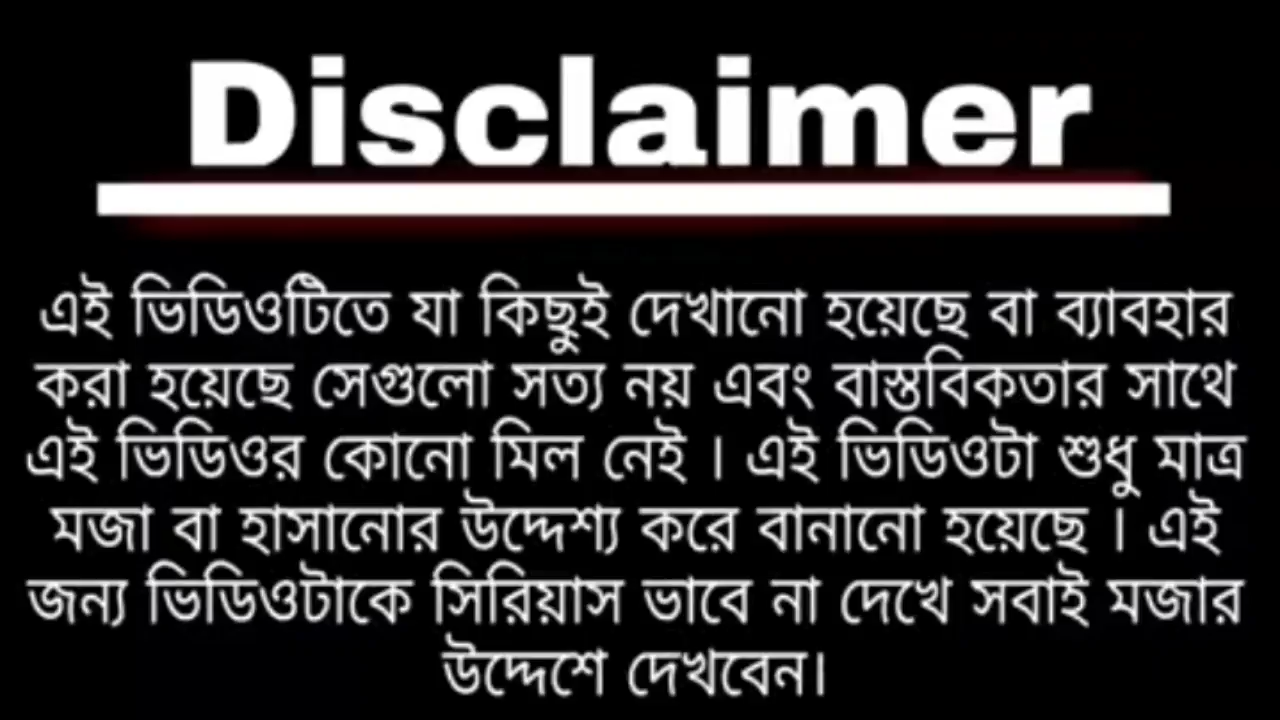 Disclaimer
এই ভিডিওটিতে যা কিছুই দেখানো হয়েছে বা ব্যাবহার
করা হয়েছে সেগুলো সত্য নয় এবং বাস্তবিকতার সাথে
এই ভিডিওর কোনো মিল নেই । এই ভিডিওটা শুধু মাত্র
মজা বা হাসানোর উদ্দেশ্য করে বানানো হয়েছে । এই
জন্য ভিডিওটাকে সিরিয়াস ভাবে না দেখে সবাই মজার
উদ্দেশে দেখবেন।